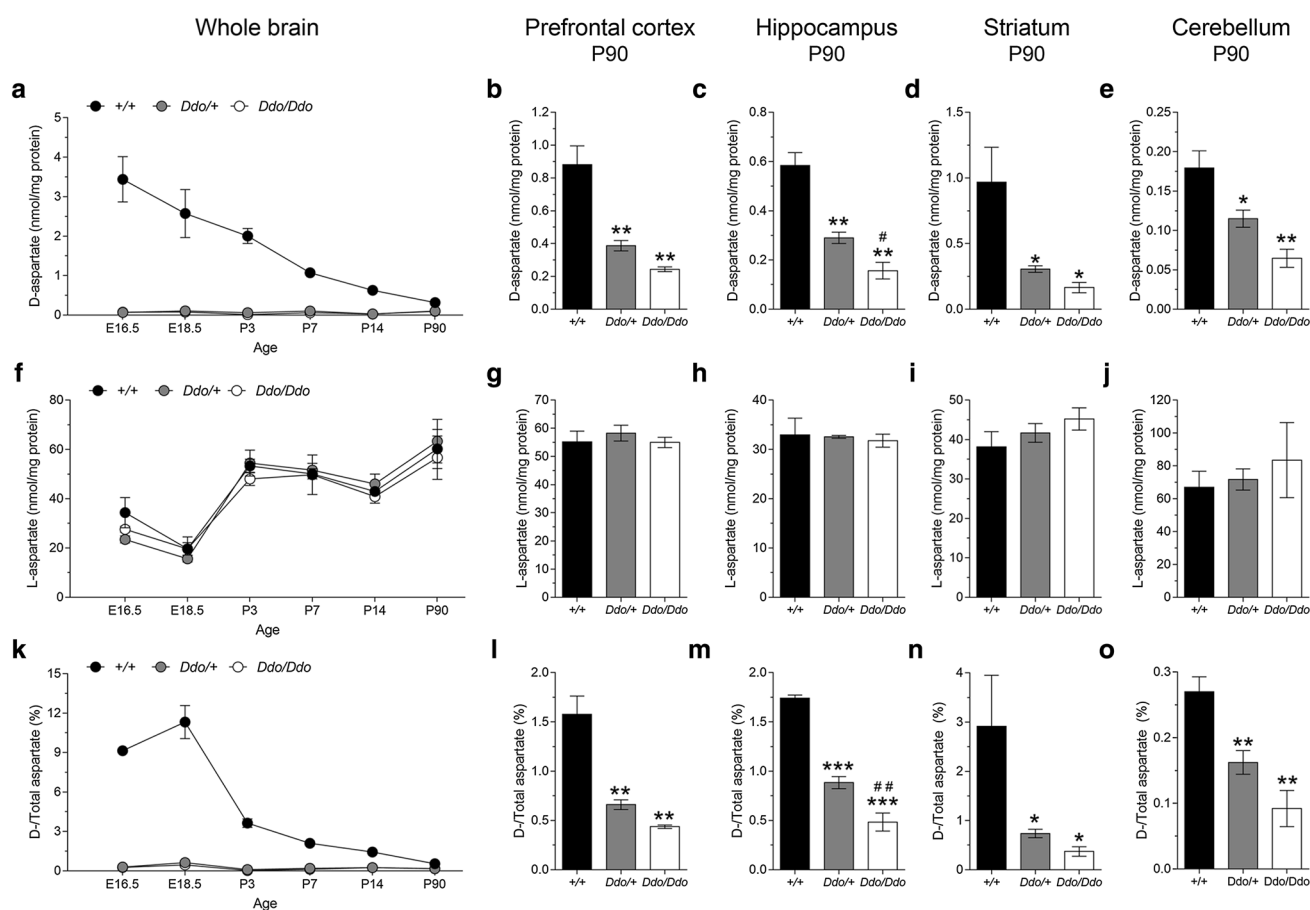 Whole brain
Prefrontal cortex
P90
Hippocampus
P90
Striatum
P90
Cerebellum
P90
a
+/+ Ddo/+ Ddo/Ddo
D-aspartate (nmol/mg protein)
5
4
3
2
1
0
E16.5 E18.5 P3 P7 P14 P90
Age
b
D-aspartate (nmol/mg protein)
1.2
1.0
0.8
0.6
0.4
0.2
0.0
** **
+/+ Ddo/+ Ddo/Ddo
c
D-aspartate (nmol/mg protein)
0.8
0.6
0.4
0.2
0.0
#
** **
+/+ Ddo/+ Ddo/Ddo
d
D-aspartate (nmol/mg protein)
1.5
1.0
0.5
0.0
* *
+/+ Ddo/+ Ddo/Ddo
e
D-aspartate (nmol/mg protein)
0.25
0.20
0.15
0.10
0.05
0.00
* **
+/+ Ddo/+ Ddo/Ddo
f
+/+ Ddo/+ Ddo/Ddo
L-aspartate (nmol/mg protein)
80
60
40
20
0
E16.5 E18.5 P3 P7 P14 P90
Age
g
L-aspartate (nmol/mg protein)
70
60
50
40
30
20
10
0
+/+ Ddo/+ Ddo/Ddo
h
L-aspartate (nmol/mg protein)
40
30
20
10
0
+/+ Ddo/+ Ddo/Ddo
i
L-aspartate (nmol/mg protein)
50
40
30
20
10
0
+/+ Ddo/+ Ddo/Ddo
j
L-aspartate (nmol/mg protein)
120
100
80
60
40
20
0
+/+ Ddo/+ Ddo/Ddo
k
+/+ Ddo/+ Ddo/Ddo
D-/Total aspartate (%)
15
12
9
6
3
0
E16.5 E18.5 P3 P7 P14 P90
Age
l
D-/Total aspartate (%)
2.0
1.5
1.0
0.5
0.0
** **
+/+ Ddo/+ Ddo/Ddo
m
D-/Total aspartate (%)
2.0
1.5
1.0
0.5
0.0
##
*** ***
+/+ Ddo/+ Ddo/Ddo
n
D-/Total aspartate (%)
4
3
2
1
0
* *
+/+ Ddo/+ Ddo/Ddo
o
D-/Total aspartate (%)
0.3
0.2
0.1
0.0
** **
+/+ Ddo/+ Ddo/Ddo